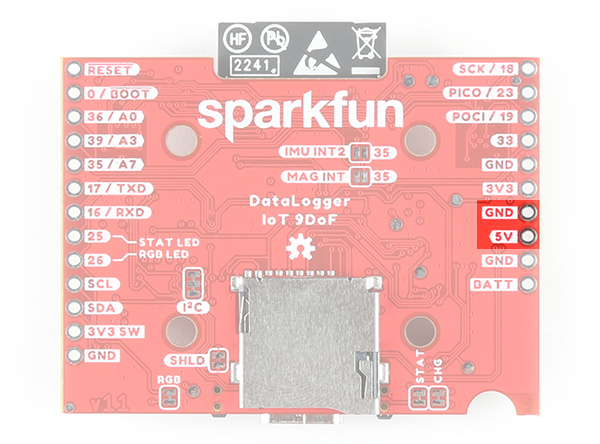 HF Pb
2241
RESET
0 / BOOT
36 / A0
39 / A3
35 / A7
17 / TXD
16 / RXD
25
STAT LED
26
RGB LED
SCL
SDA
3V3 SW
GND
sparkfun
IMU INT2 35
MAG INT 35
DataLogger
IoT 9DoF
I²C
SHLD
RGB
STAT
CHG
v11
SCK / 18
PICO / 23
POCI / 19
33
GND
3V3
GND
5V
GND
BATT